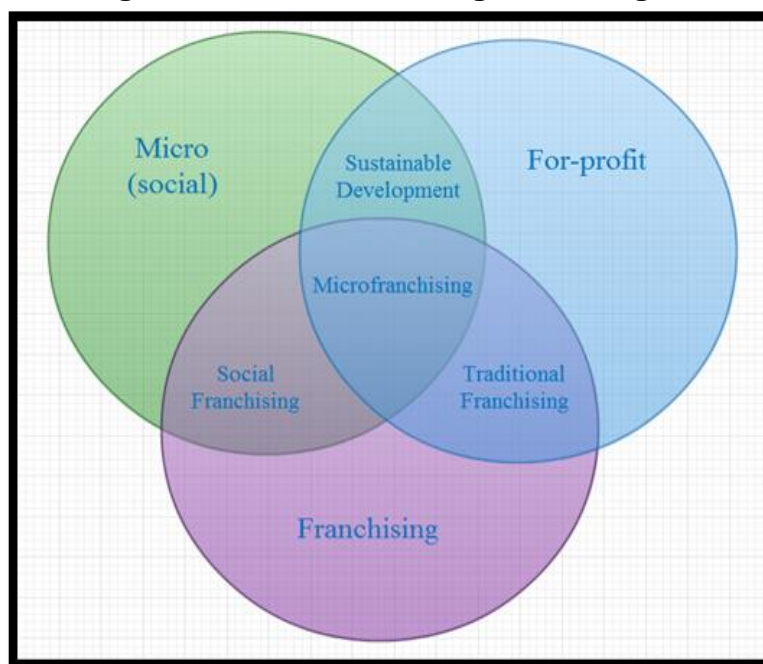 Micro
(social)
For-profit
Sustainable
Development
Microfranchising
Social
Franchising
Traditional
Franchising
Franchising